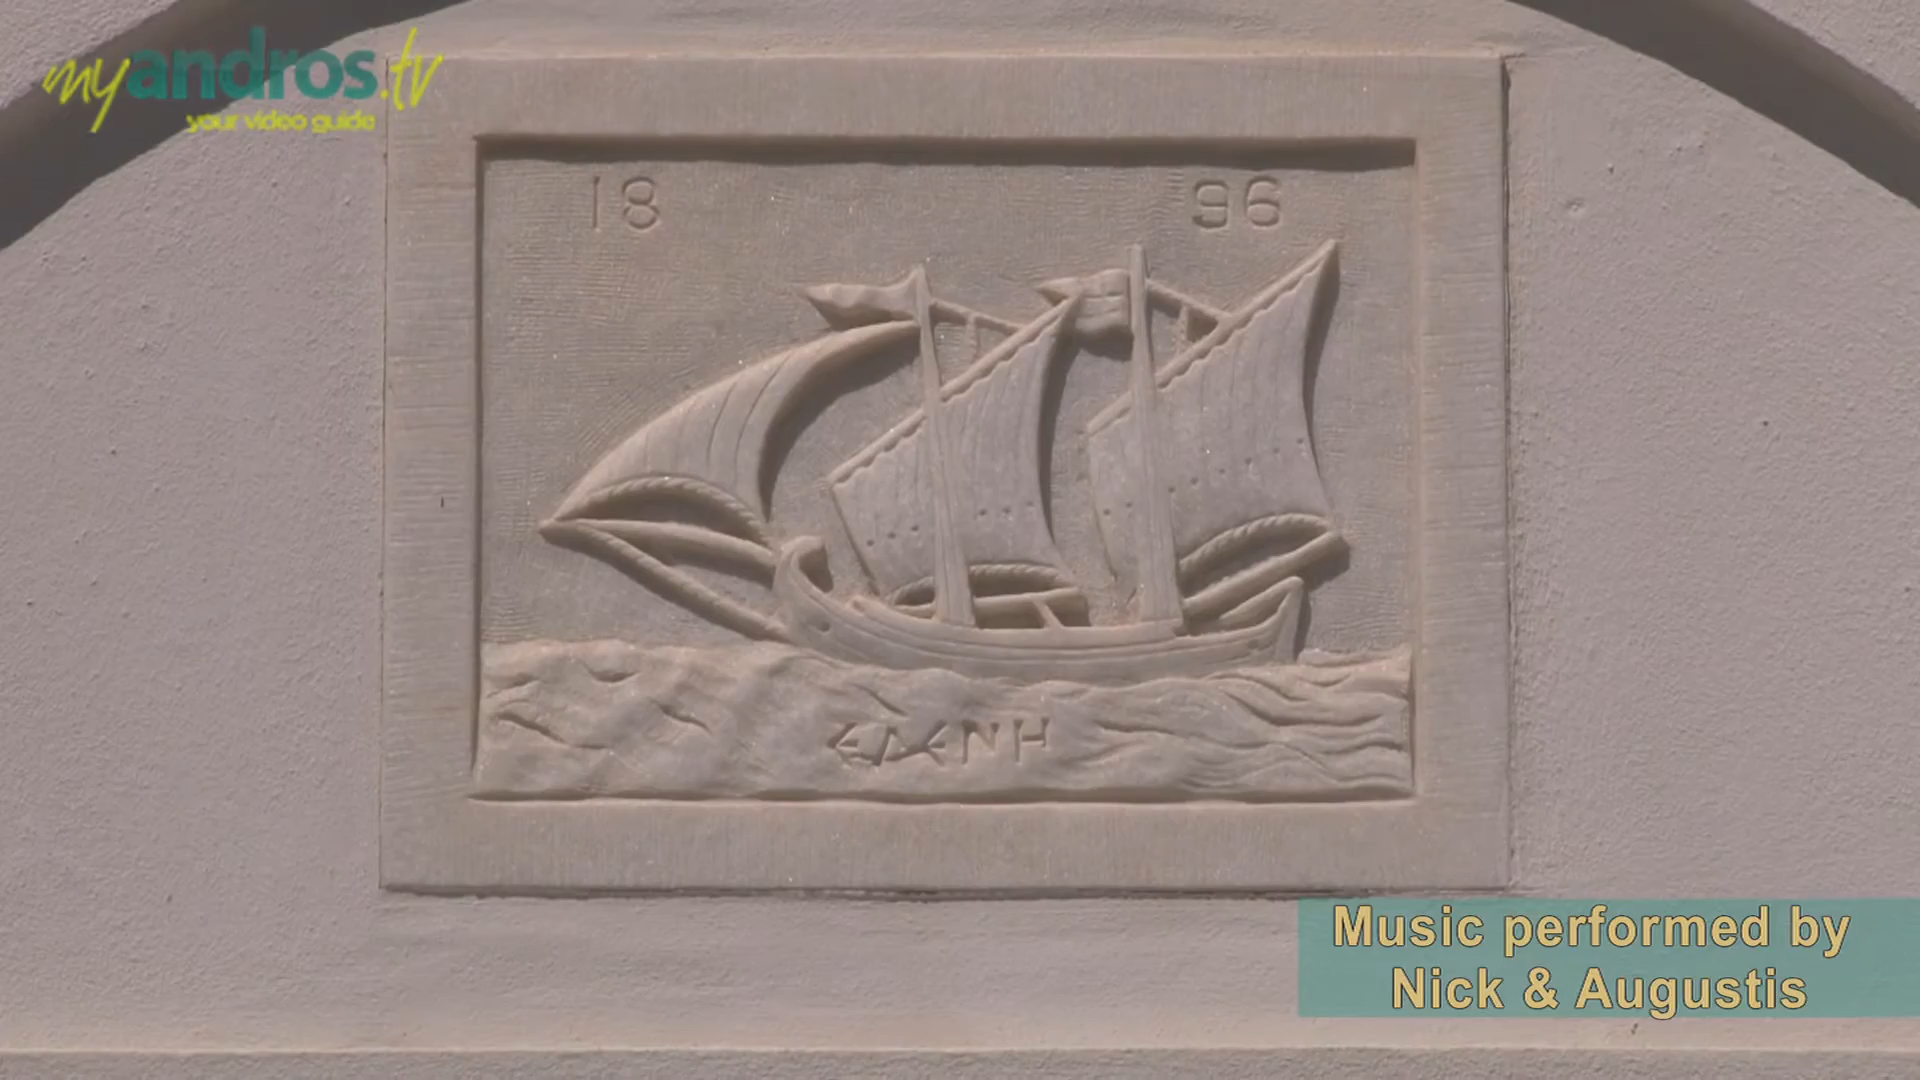 myandros.tv
your video guide
18 96
ΕΛΕΝΗ
Music performed by
Nick & Augustis